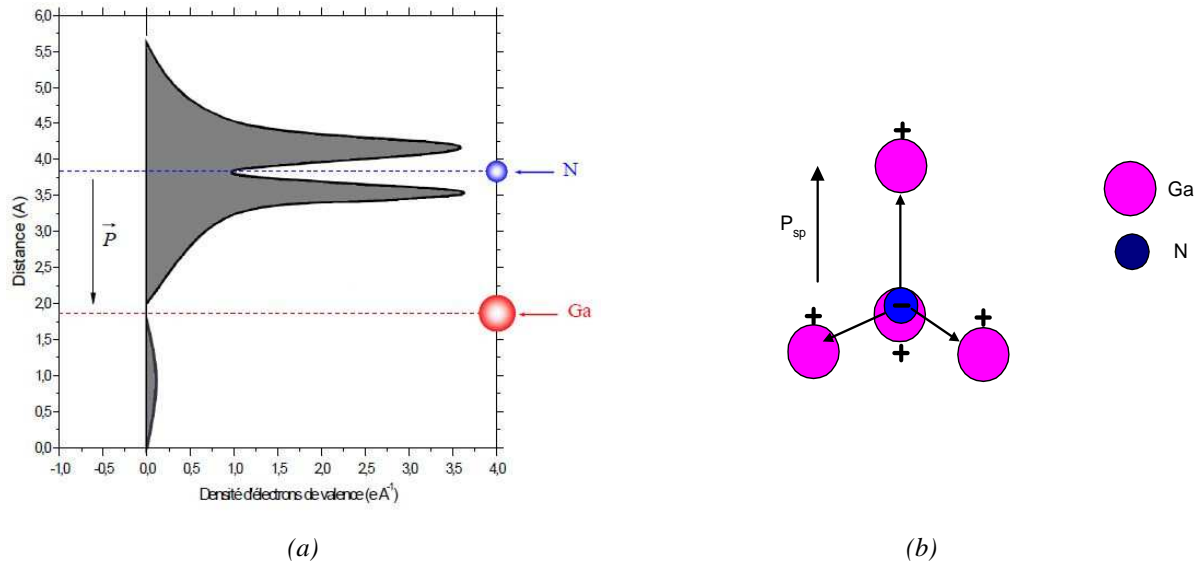 6,0
5,5
5,0
4,5
4,0
3,5
3,0
2,5
2,0
1,5
1,0
0,5
0,0
Distance (A)
P
N
Ga
-1,0 -0,5 0,0 0,5 1,0 1,5 2,0 2,5 3,0 3,5 4,0
Densité d'électrons de valence (e A-1)
(a)
+
Psp
Ga
N
+ − +
+
(b)